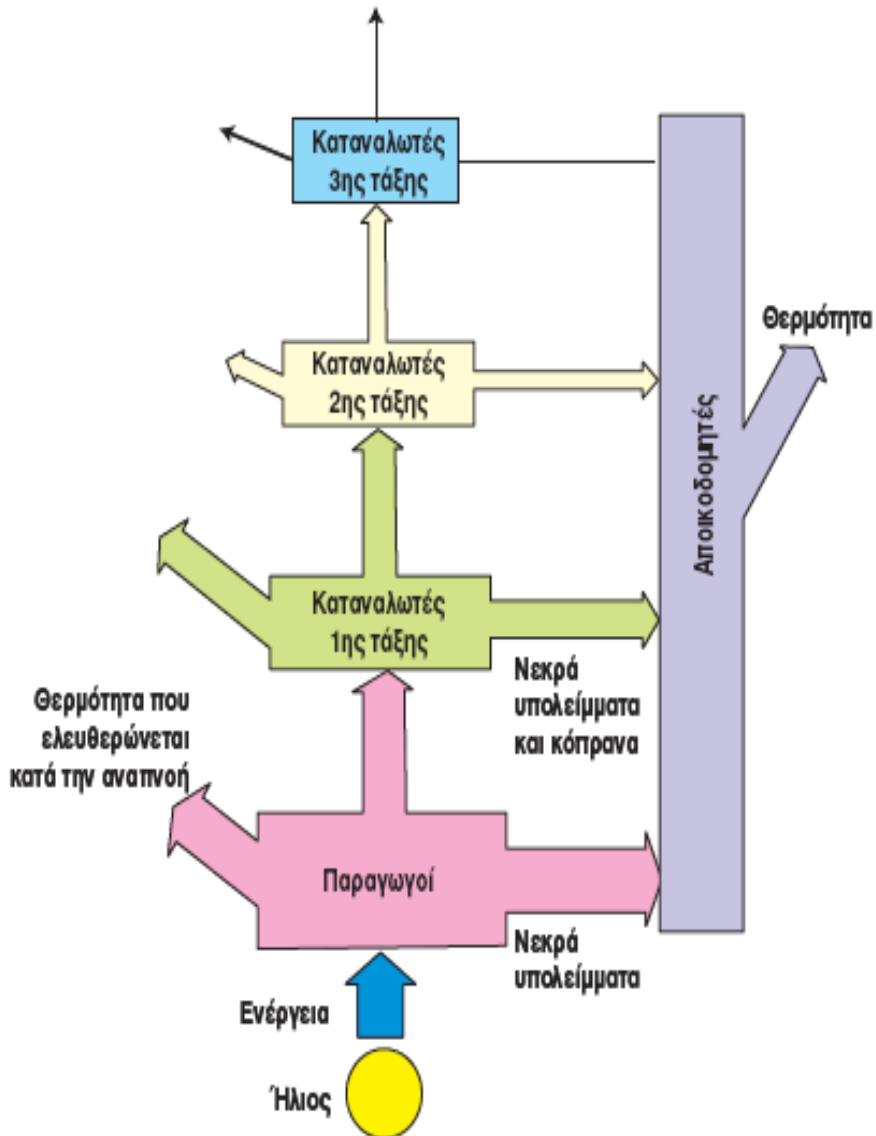 Καταναλωτές
3ης τάξης
Θερμότητα
Καταναλωτές
2ης τάξης
Αποικοδομητές
Καταναλωτές
1ης τάξης
Νεκρά
υπολείμματα
και κόπρανα
Θερμότητα που
ελευθερώνεται
κατά την αναπνοή
Παραγωγοί
Νεκρά
υπολείμματα
Ενέργεια
Ήλιος